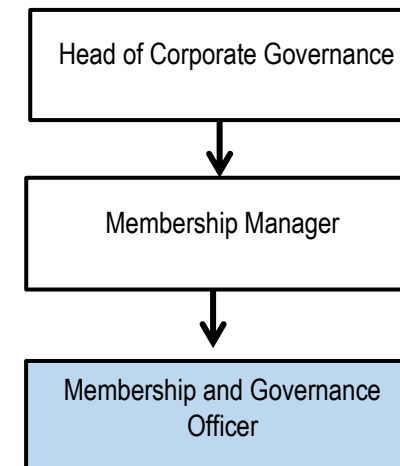 Head of Corporate Governance
Membership Manager
Membership and Governance
Officer